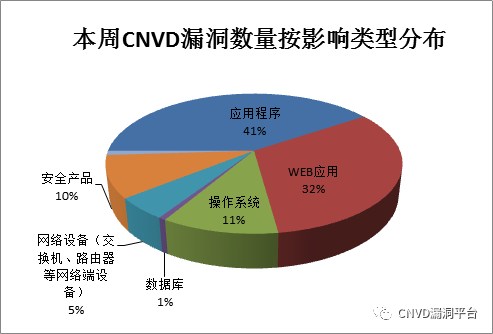 本周CNVD漏洞数量按影响类型分布
应用程序
41%
WEB应用
32%
操作系统
11%
数据库
1%
网络设备（交
换机、路由器
等网络端设
备）
5%
安全产品
10%
CNVD漏洞平台